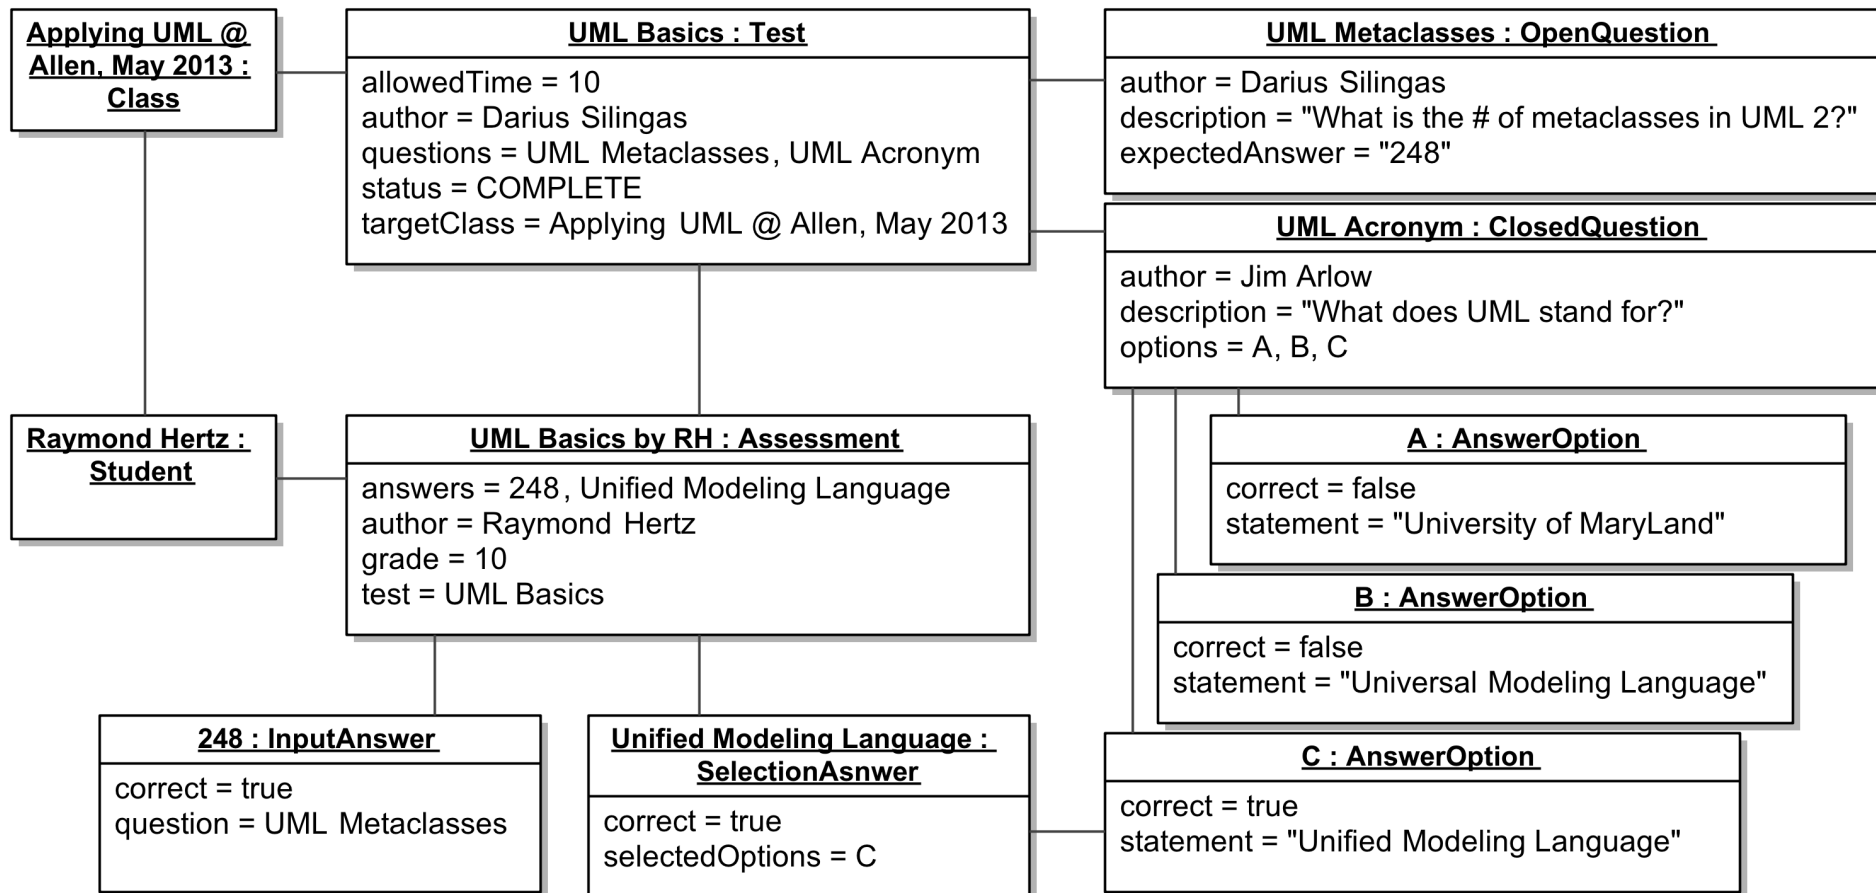 Applying UML @
Allen, May 2013 :
Class
UML Basics : Test
allowedTime = 10
author = Darius Silingas
questions = UML Metaclasses, UML Acronym
status = COMPLETE
targetClass = Applying UML @ Allen, May 2013
UML Metaclasses : OpenQuestion
author = Darius Silingas
description = "What is the # of metaclasses in UML 2?"
expectedAnswer = "248"
UML Acronym : ClosedQuestion
author = Jim Arlow
description = "What does UML stand for?"
options = A, B, C
Raymond Hertz :
Student
UML Basics by RH : Assessment
answers = 248, Unified Modeling Language
author = Raymond Hertz
grade = 10
test = UML Basics
A : AnswerOption
correct = false
statement = "University of MaryLand"
B : AnswerOption
correct = false
statement = "Universal Modeling Language"
248 : InputAnswer
correct = true
question = UML Metaclasses
Unified Modeling Language :
SelectionAsnwer
correct = true
selectedOptions = C
C : AnswerOption
correct = true
statement = "Unified Modeling Language"